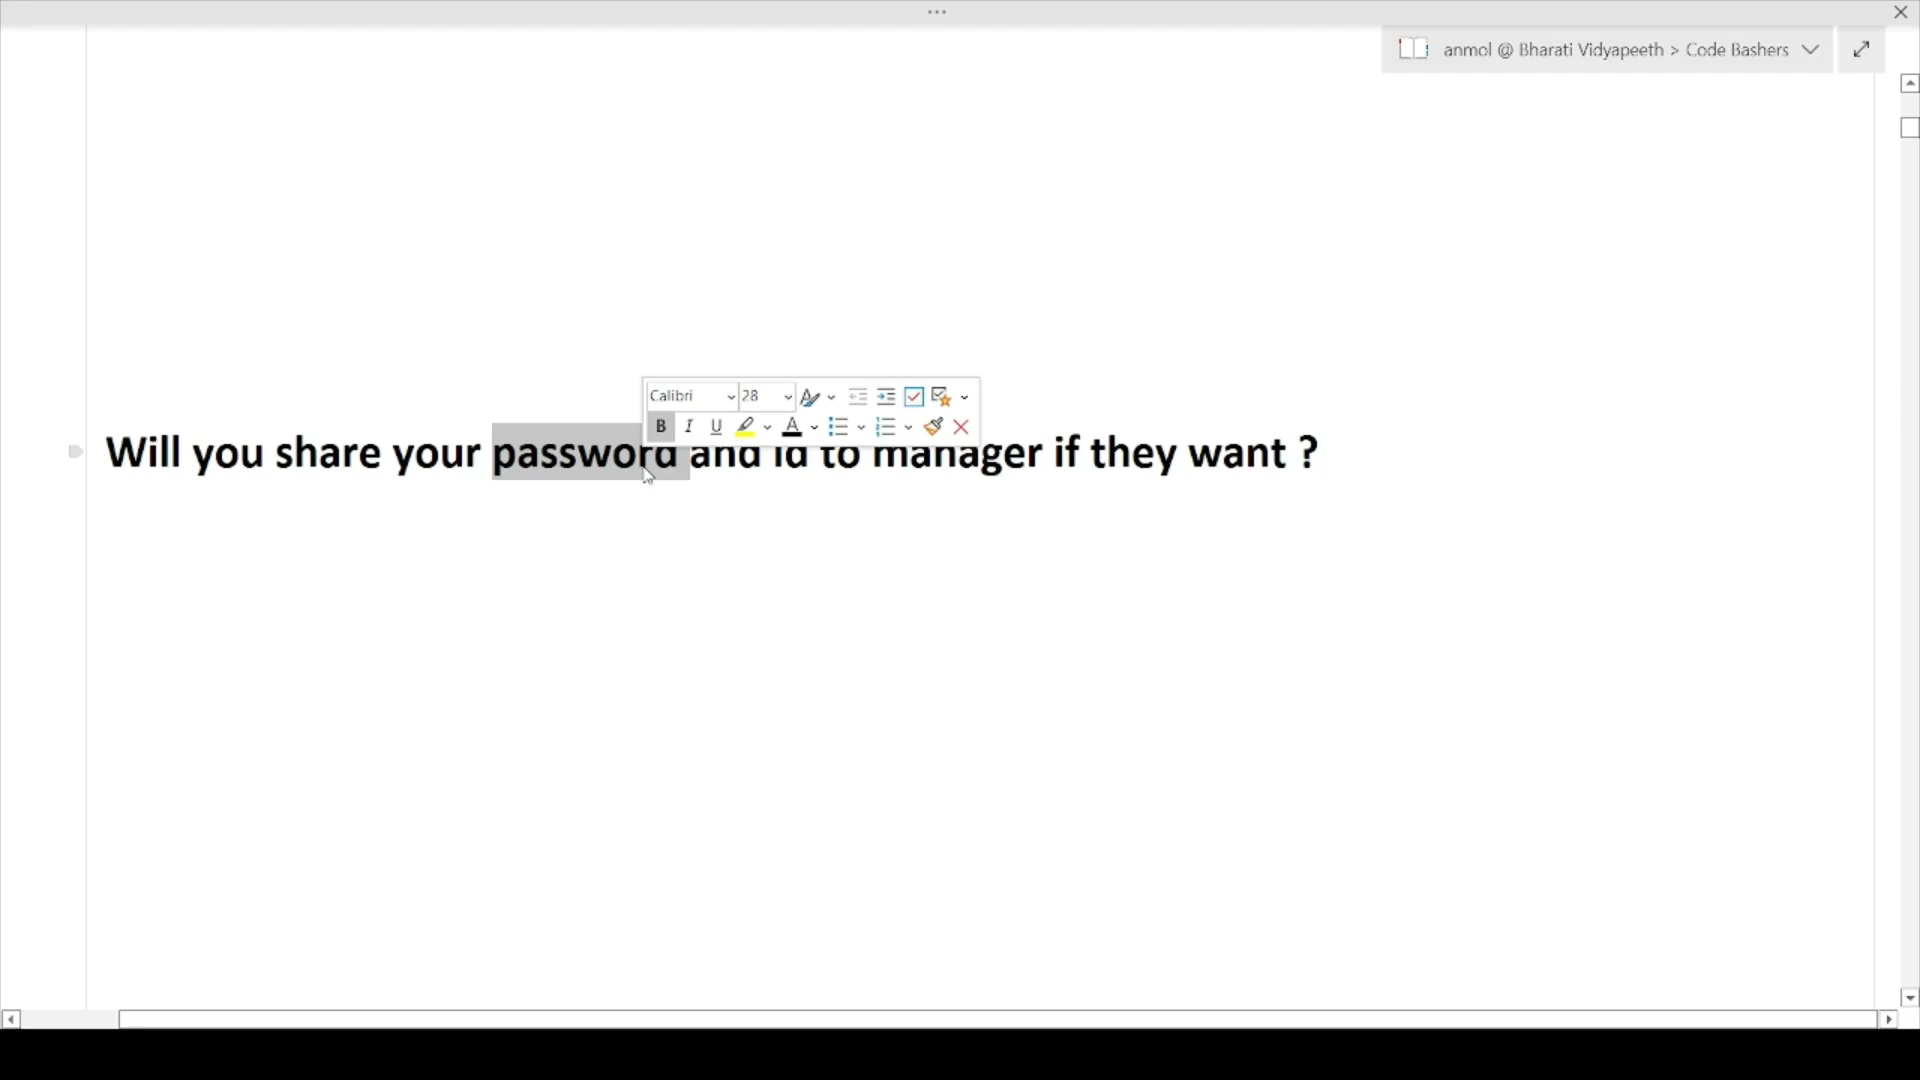 anmol @ Bharati Vidyapeeth > Code Bashers
Calibri 28
B I U A
Will you share your password and id to manager if they want ?